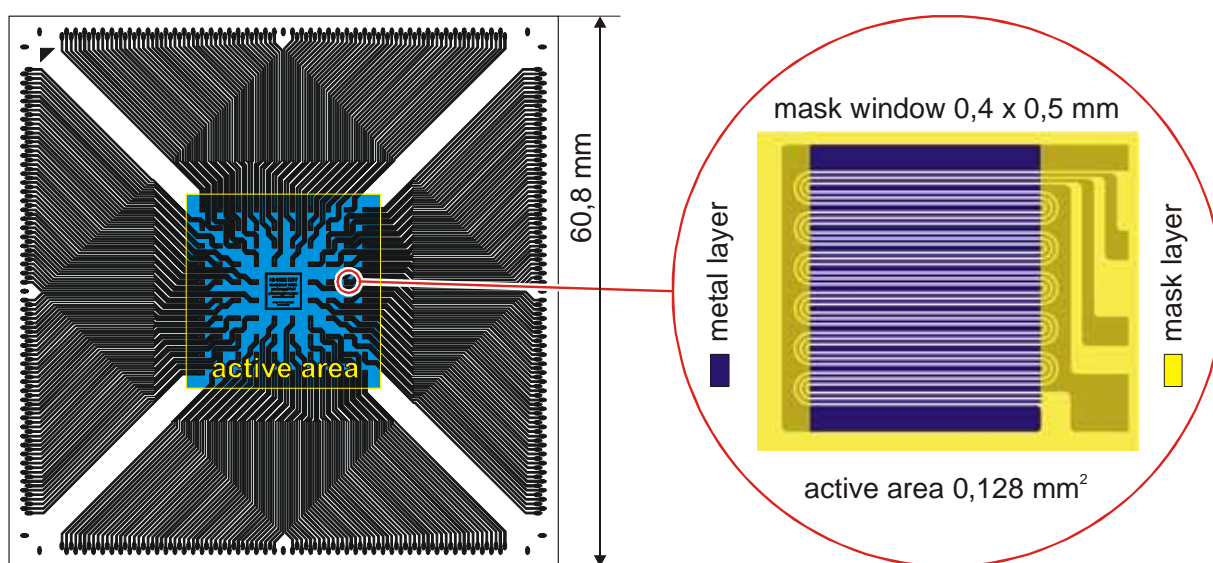 active area
60,8 mm
mask window 0,4 x 0,5 mm
metal layer
mask layer
active area 0,128 mm²